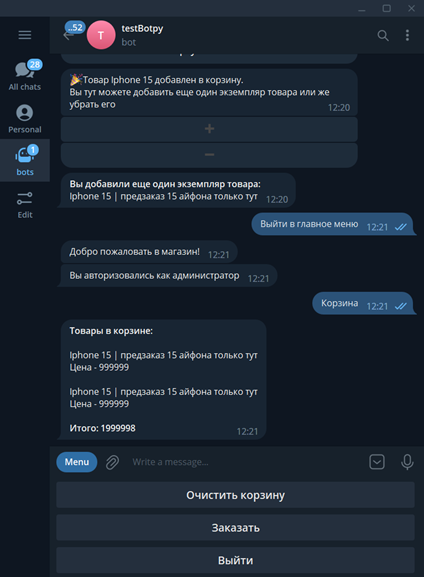 ..52
T
testBotpy
bot
28
All chats
Personal
1
bots
Edit
🎉Товар Iphone 15 добавлен в корзину.
Вы тут можете добавить еще один экземпляр товара или же
убрать его
12:20
+
−
Вы добавили еще один экземпляр товара:
Iphone 15 | предзаказ 15 айфона только тут
12:20
Выйти в главное меню 12:21
Добро пожаловать в магазин! 12:21
Вы авторизовались как администратор 12:21
Корзина 12:21
Товары в корзине:
Iphone 15 | предзаказ 15 айфона только тут
Цена - 999999
Iphone 15 | предзаказ 15 айфона только тут
Цена - 999999
Итого: 1999998
12:21
Menu
Write a message...
Очистить корзину
Заказать
Выйти